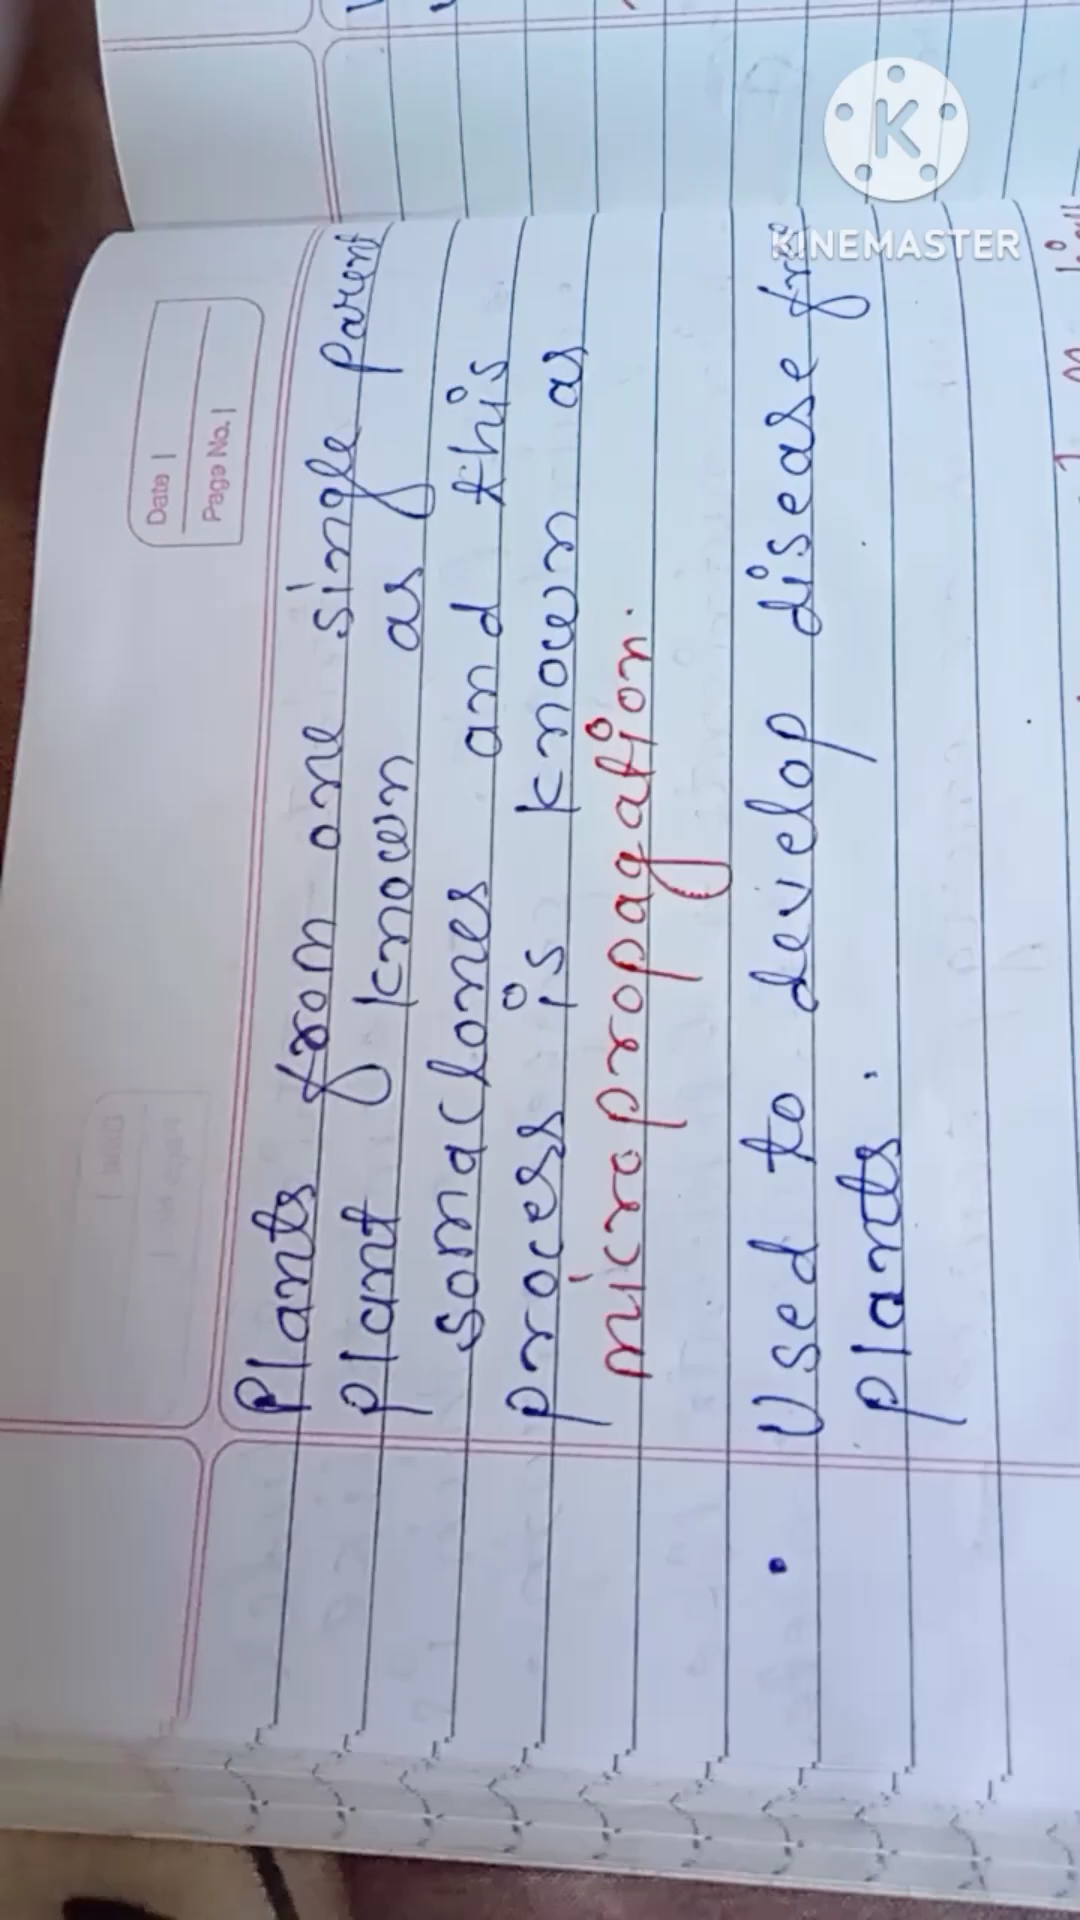 Date |
Page No. |
Plants from one single parent
plant g known as
somaclones and this
process is known as
micropropagation.
• Used to develop disease free
plants.
K
KINEMASTER